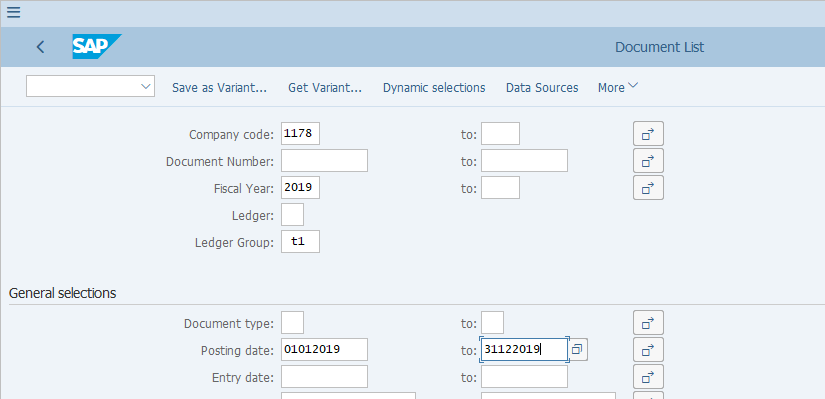 SAP Document List
Save as Variant... Get Variant... Dynamic selections Data Sources More
Company code: 1178 to:
Document Number: to:
Fiscal Year: 2019 to:
Ledger:
Ledger Group: t1
General selections
Document type: to:
Posting date: 01012019 to: 31122019
Entry date: to: